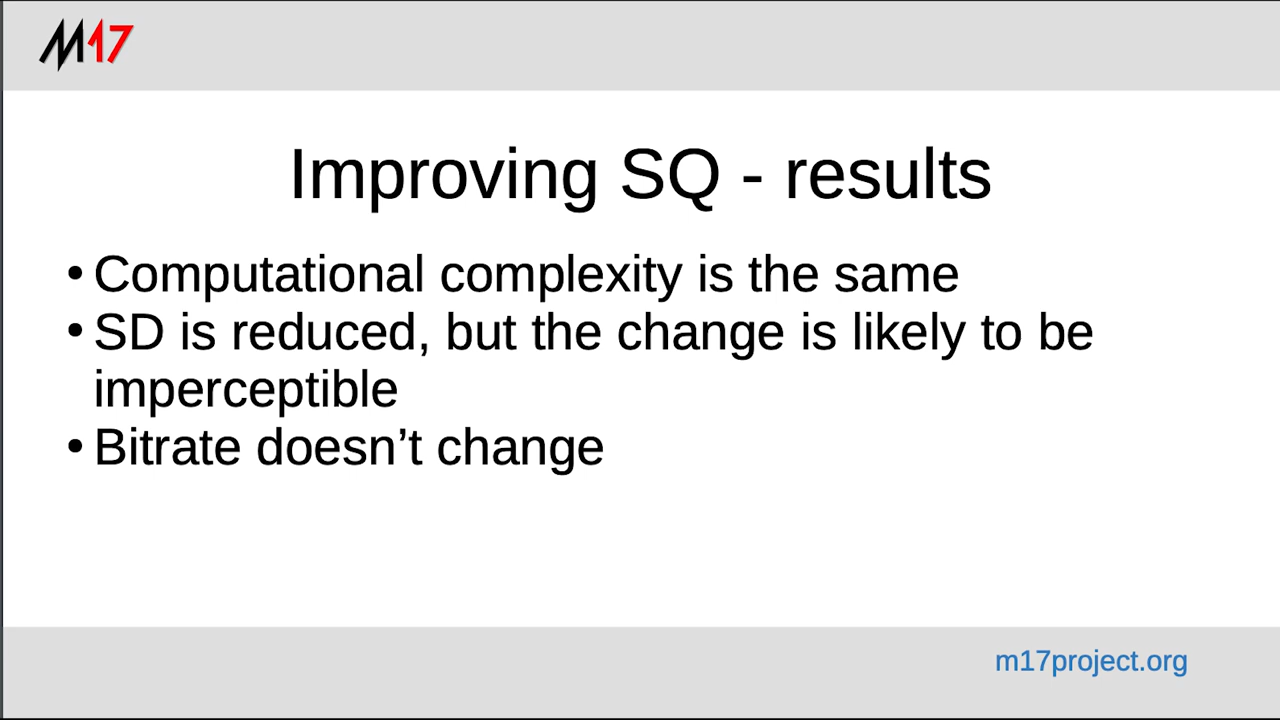 M17
Improving SQ - results
• Computational complexity is the same
• SD is reduced, but the change is likely to be
imperceptible
• Bitrate doesn’t change
m17project.org